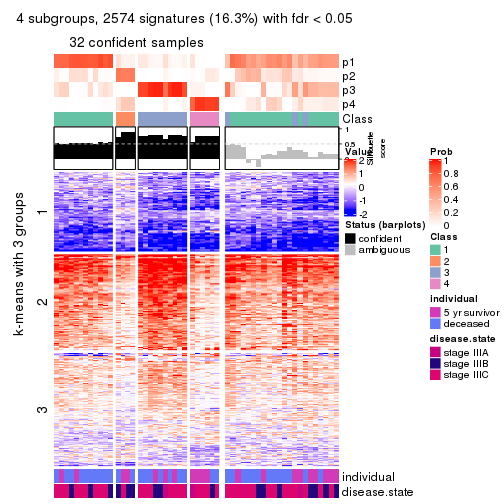 4 subgroups, 2574 signatures (16.3%) with fdr < 0.05
32 confident samples
p1
p2
p3
p4
Class
1
0.5
0
Silhouette
score
k-means with 3 groups
1
2
3
individual
disease.state
Value
2
1
0
-1
-2
Status (barplots)
confident
ambiguous
Prob
1
0.8
0.6
0.4
0.2
0
Class
1
2
3
4
individual
5 yr survivor
deceased
disease.state
stage IIIA
stage IIIB
stage IIIC